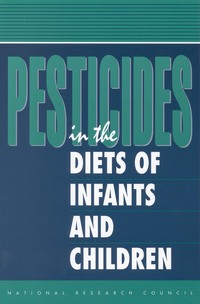 PESTICIDES
in the
DIETS OF
INFANTS
AND
CHILDREN
NATIONAL RESEARCH COUNCIL